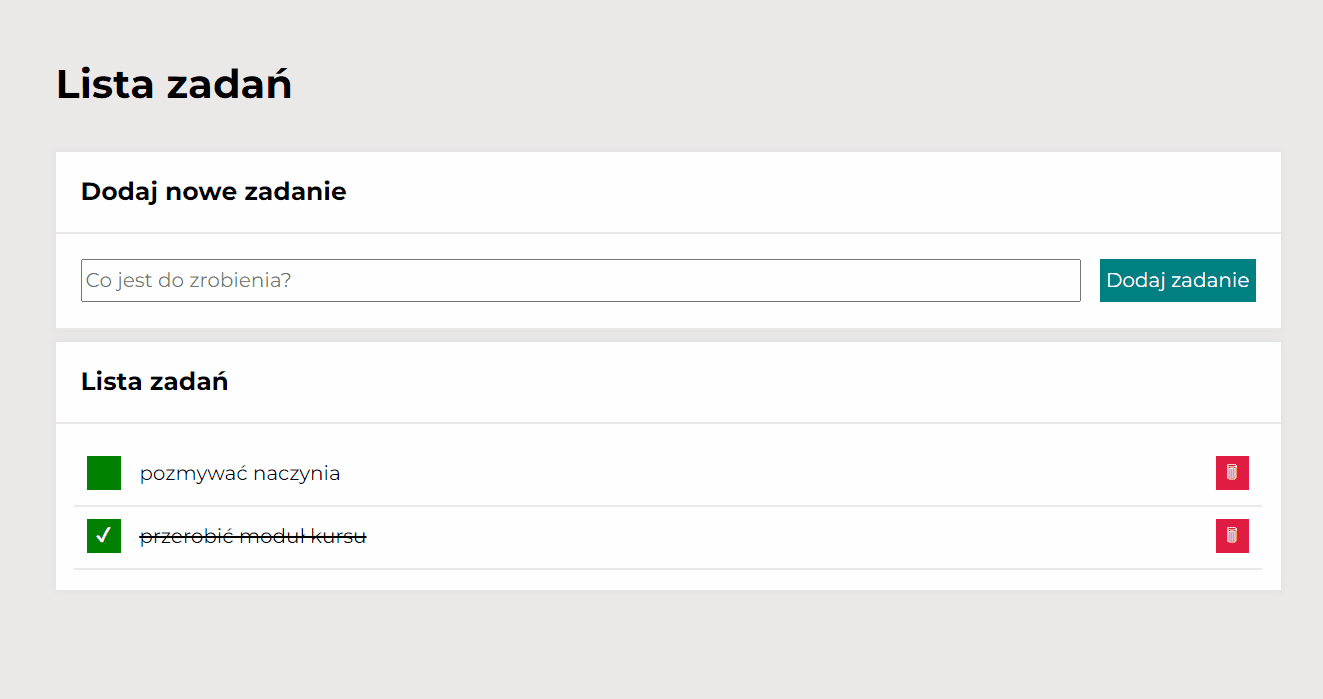 Lista zadań
Dodaj nowe zadanie
Co jest do zrobienia?
Dodaj zadanie
Lista zadań
pozmywać naczynia
przerobić moduł kursu